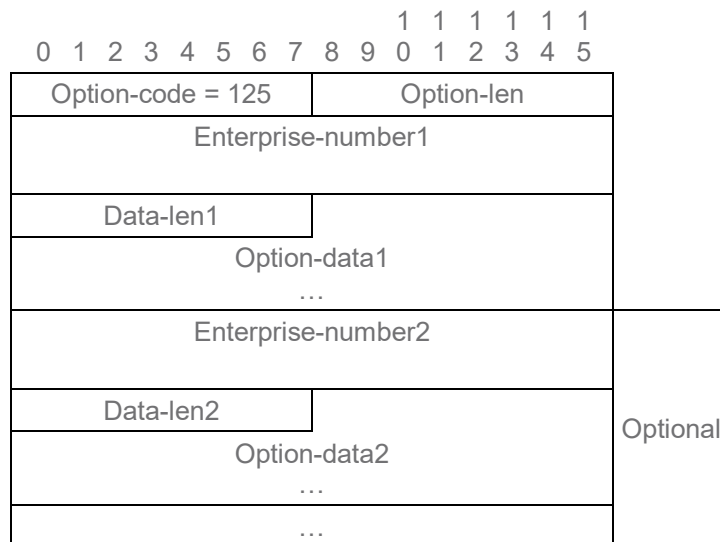 1 1 1 1 1 1
0 1 2 3 4 5 6 7 8 9 0 1 2 3 4 5
Option-code = 125 Option-len
Enterprise-number1
Data-len1
Option-data1
…
Enterprise-number2
Data-len2
Optional
Option-data2
…
…